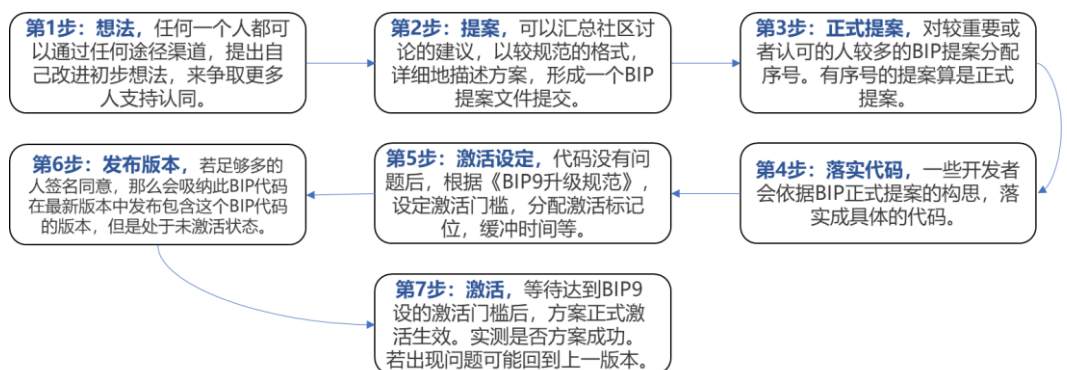 第1步：想法，任何一个人都可
以通过任何途径渠道，提出自
己改进初步想法，来争取更多
人支持认同。
第2步：提案，可以汇总社区讨
论的建议，以较规范的格式，
详细地描述方案，形成一个BIP
提案文件提交。
第3步：正式提案，对较重要或
者认可的人较多的BIP提案分配
序号。有序号的提案算是正式
提案。
第4步：落实代码，一些开发者
会依据BIP正式提案的构思，落
实成具体的代码。
第5步：激活设定，代码没有问
题后，根据《BIP9升级规范》，
设定激活门槛，分配激活标记
位，缓冲时间等。
第6步：发布版本，若足够多的
人签名同意，那么会吸纳此BIP代码
在最新版本中发布包含这个BIP代码
的版本，但是处于未激活状态。
第7步：激活，等待达到BIP9
设的激活门槛后，方案正式激
活生效。实测是否方案成功。
若出现问题可能回到上一版本。